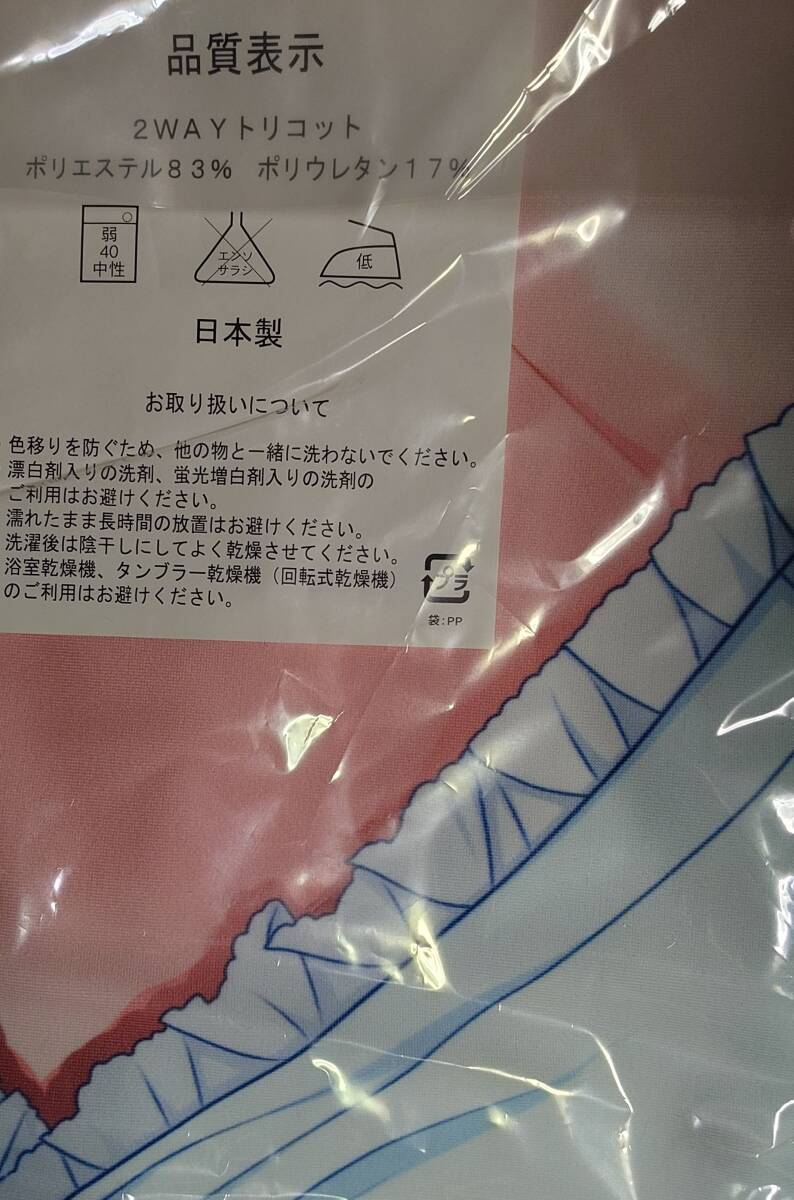 品質表示
2WAYトリコット
ポリエステル83% ポリウレタン17%
弱
40
中性
エンソ
サラシ
低
日本製
お取り扱いについて
色移りを防ぐため、他の物と一緒に洗わないでください。
漂白剤入りの洗剤、蛍光増白剤入りの洗剤の
ご利用はお避けください。
濡れたまま長時間の放置はお避けください。
洗濯後は陰干しにしてよく乾燥させてください。
浴室乾燥機、タンブラー乾燥機（回転式乾燥機）
のご利用はお避けください。
プラ
袋:PP